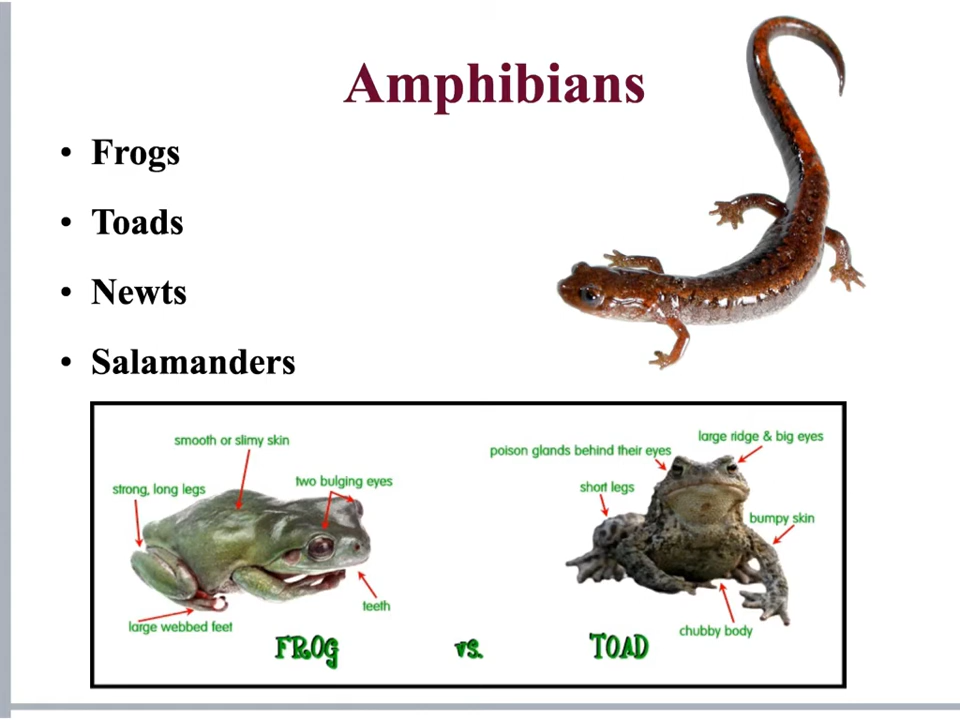 Amphibians
• Frogs
• Toads
• Newts
• Salamanders
smooth or slimy skin
strong, long legs
two bulging eyes
teeth
large webbed feet
FROG
vs.
large ridge & big eyes
poison glands behind their eyes
short legs
bumpy skin
chubby body
TOAD